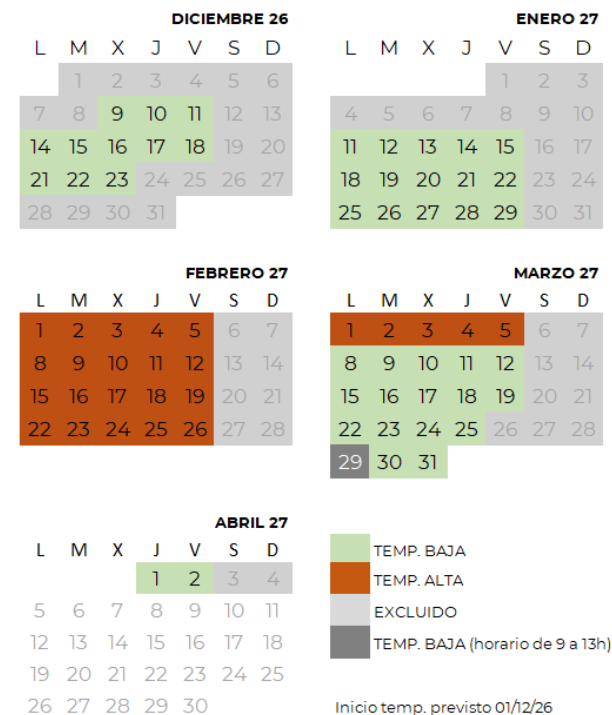 DICIEMBRE 26
L M X J V S D
1 2 3 4 5 6
7 8 9 10 11 12 13
14 15 16 17 18 19 20
21 22 23 24 25 26 27
28 29 30 31
ENERO 27
L M X J V S D
1 2 3
4 5 6 7 8 9 10
11 12 13 14 15 16 17
18 19 20 21 22 23 24
25 26 27 28 29 30 31
FEBRERO 27
L M X J V S D
1 2 3 4 5 6 7
8 9 10 11 12 13 14
15 16 17 18 19 20 21
22 23 24 25 26 27 28
MARZO 27
L M X J V S D
1 2 3 4 5 6 7
8 9 10 11 12 13 14
15 16 17 18 19 20 21
22 23 24 25 26 27 28
29 30 31
ABRIL 27
L M X J V S D
1 2 3 4
5 6 7 8 9 10 11
12 13 14 15 16 17 18
19 20 21 22 23 24 25
26 27 28 29 30
TEMP. BAJA
TEMP. ALTA
EXCLUIDO
TEMP. BAJA (horario de 9 a 13h)
Inicio temp. previsto 01/12/26